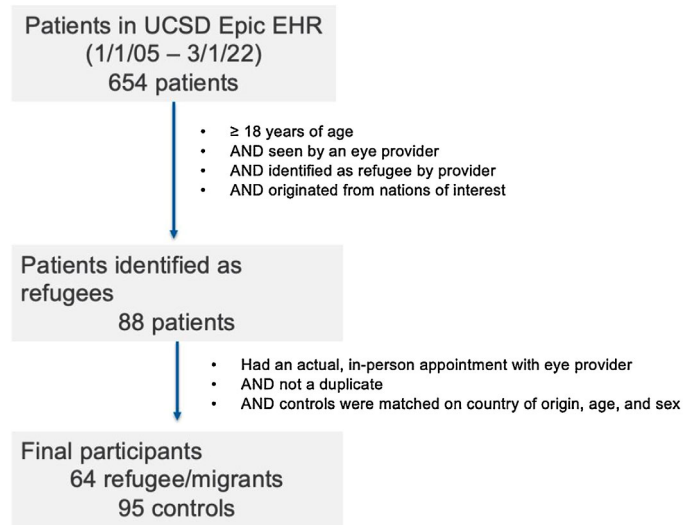 Patients in UCSD Epic EHR
(1/1/05 – 3/1/22)
654 patients
• ≥ 18 years of age
• AND seen by an eye provider
• AND identified as refugee by provider
• AND originated from nations of interest
Patients identified as
refugees
88 patients
• Had an actual, in-person appointment with eye provider
• AND not a duplicate
• AND controls were matched on country of origin, age, and sex
Final participants
64 refugee/migrants
95 controls